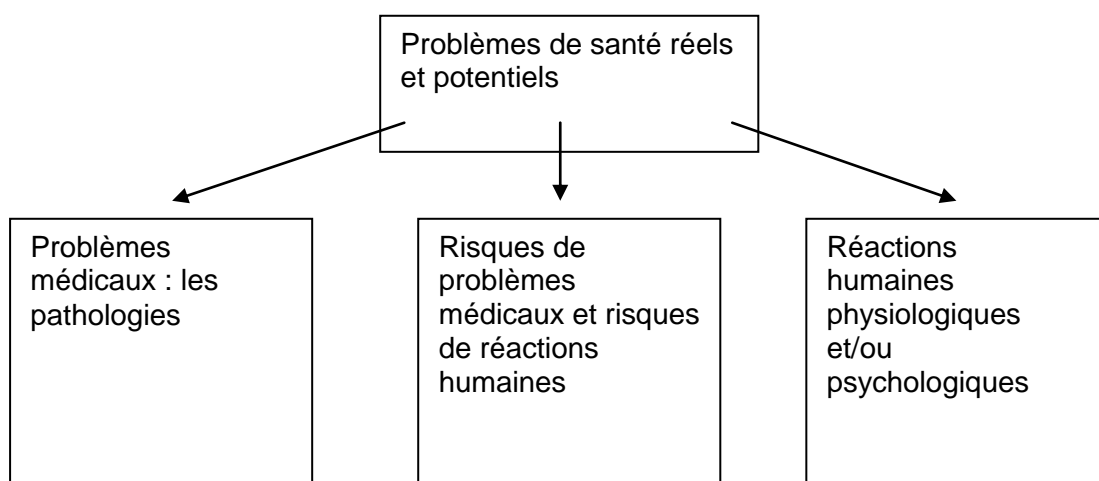 Problèmes de santé réels
et potentiels
Problèmes
médicaux : les
pathologies
Risques de
problèmes
médicaux et risques
de réactions
humaines
Réactions
humaines
physiologiques
et/ou
psychologiques